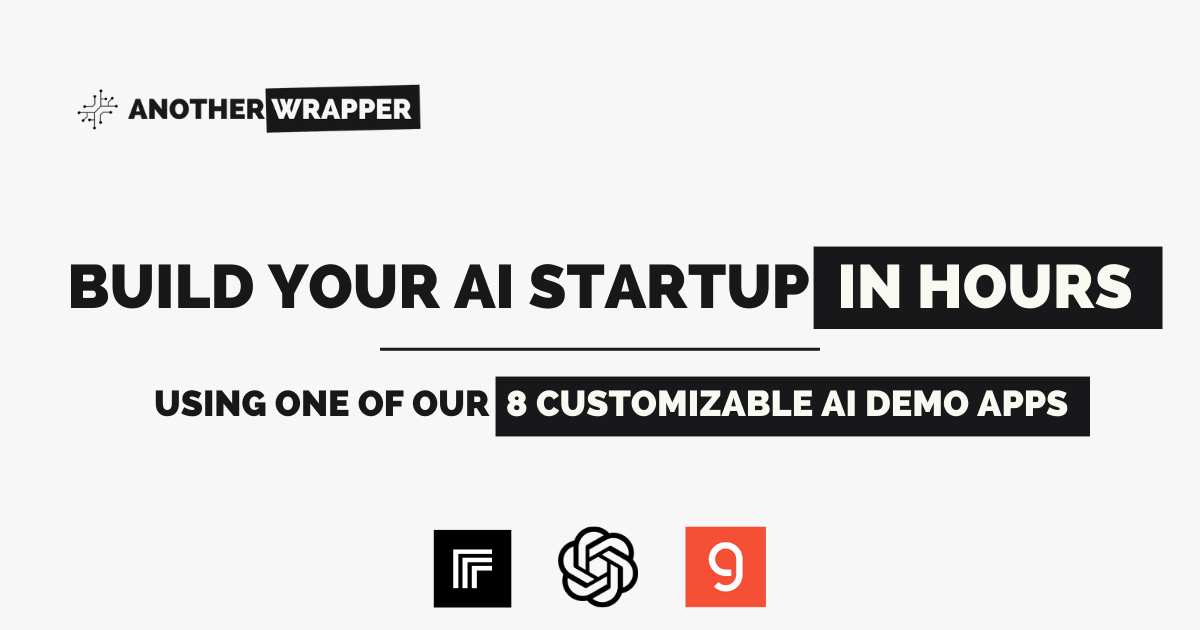 ANOTHER WRAPPER
BUILD YOUR AI STARTUP IN HOURS
USING ONE OF OUR 8 CUSTOMIZABLE AI DEMO APPS